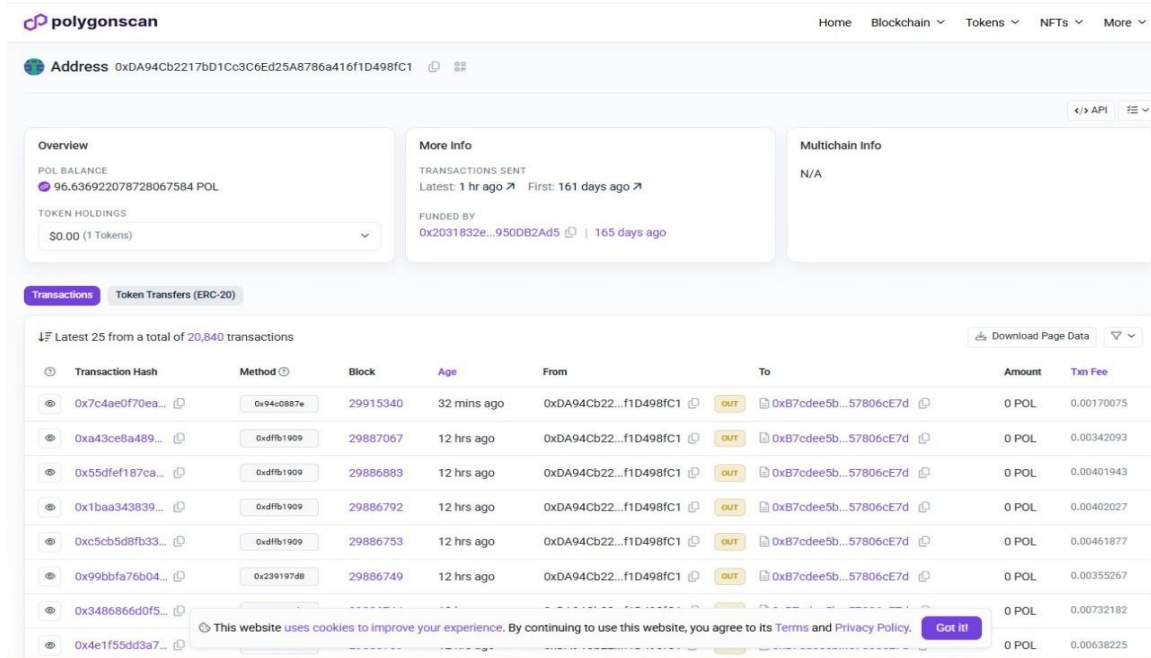 polygonscan
Home Blockchain Tokens NFTs More
Address 0xDA94Cb2217bD1Cc3C6Ed25A8786a416f1D498fC1
</> API
Overview
POL BALANCE
96.636922078728067584 POL
TOKEN HOLDINGS
$0.00 (1 Tokens)
More Info
TRANSACTIONS SENT
Latest: 1 hr ago ↗ First: 161 days ago ↗
FUNDED BY
0x2031832e...950DB2Ad5 | 165 days ago
Multichain Info
N/A
Transactions Token Transfers (ERC-20)
Latest 25 from a total of 20,840 transactions
Download Page Data
Transaction Hash Method Block Age From To Amount Txn Fee
0x7c4ae0f70ea... 0x94c0887e 29915340 32 mins ago 0xDA94Cb22...f1D498fC1 OUT 0xB7cdee5b...57806cE7d 0 POL 0.00170075
0xa43ce8a489... 0xdffb1909 29887067 12 hrs ago 0xDA94Cb22...f1D498fC1 OUT 0xB7cdee5b...57806cE7d 0 POL 0.00342093
0x55dfef187ca... 0xdffb1909 29886883 12 hrs ago 0xDA94Cb22...f1D498fC1 OUT 0xB7cdee5b...57806cE7d 0 POL 0.00401943
0x1baa343839... 0xdffb1909 29886792 12 hrs ago 0xDA94Cb22...f1D498fC1 OUT 0xB7cdee5b...57806cE7d 0 POL 0.00402027
0xc5cb5d8fb33... 0xdffb1909 29886753 12 hrs ago 0xDA94Cb22...f1D498fC1 OUT 0xB7cdee5b...57806cE7d 0 POL 0.00461877
0x99bbfa76b04... 0x239197d8 29886749 12 hrs ago 0xDA94Cb22...f1D498fC1 OUT 0xB7cdee5b...57806cE7d 0 POL 0.00355267
0x3486866d0f5... 0 POL 0.00732182
This website uses cookies to improve your experience. By continuing to use this website, you agree to its Terms and Privacy Policy. Got it!
0x4e1f55dd3a7... 0 POL 0.00638225